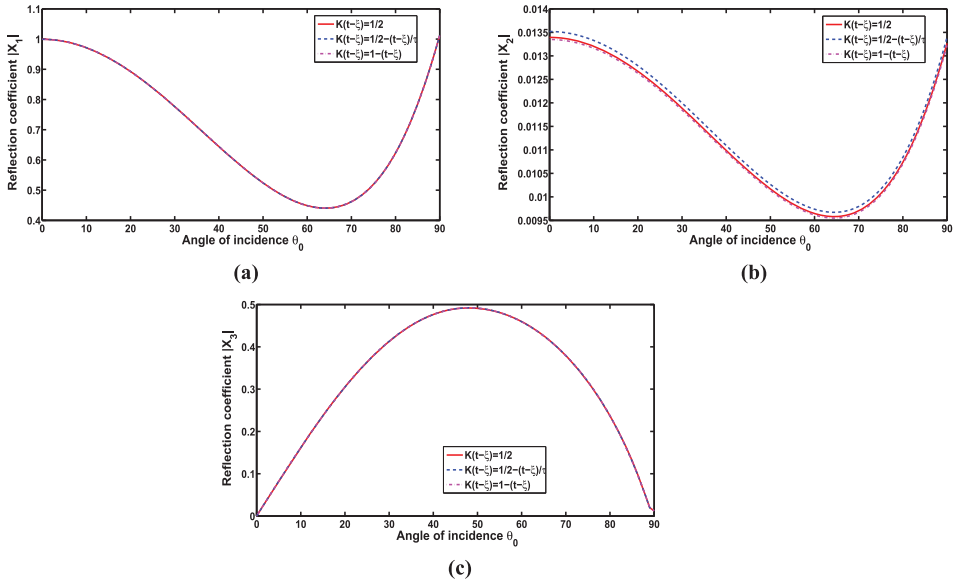 1.1
1
0.9
0.8
0.7
0.6
0.5
0.4
Reflection coefficient |X₁|
K(t−ξ)=1/2
K(t−ξ)=1/2−(t−ξ)/τ
K(t−ξ)=1−(t−ξ)
0 10 20 30 40 50 60 70 80 90
Angle of incidence θ₀
(a)
0.014
0.0135
0.013
0.0125
0.012
0.0115
0.011
0.0105
0.01
0.0095
Reflection coefficient |X₂|
K(t−ξ)=1/2
K(t−ξ)=1/2−(t−ξ)/τ
K(t−ξ)=1−(t−ξ)
0 10 20 30 40 50 60 70 80 90
Angle of incidence θ₀
(b)
0.5
0.4
0.3
0.2
0.1
0
Reflection coefficient |X₃|
K(t−ξ)=1/2
K(t−ξ)=1/2−(t−ξ)/τ
K(t−ξ)=1−(t−ξ)
0 10 20 30 40 50 60 70 80 90
Angle of incidence θ₀
(c)